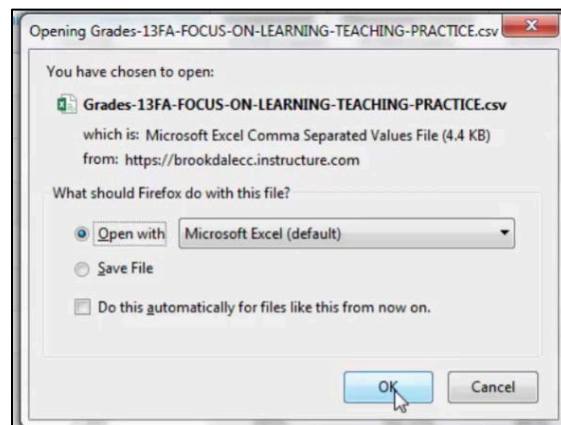 Opening Grades-13FA-FOCUS-ON-LEARNING-TEACHING-PRACTICE.csv
You have chosen to open:
Grades-13FA-FOCUS-ON-LEARNING-TEACHING-PRACTICE.csv
which is: Microsoft Excel Comma Separated Values File (4.4 KB)
from: https://brookdalecc.instructure.com
What should Firefox do with this file?
Open with Microsoft Excel (default)
Save File
Do this automatically for files like this from now on.
OK Cancel